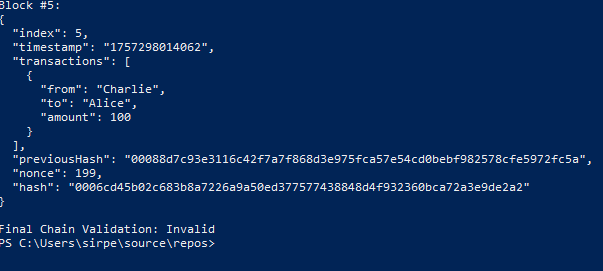 Block #5:
{
  "index": 5,
  "timestamp": "1757298014062",
  "transactions": [
    {
      "from": "Charlie",
      "to": "Alice",
      "amount": 100
    }
  ],
  "previousHash": "00088d7c93e3116c42f7a7f868d3e975fca57e54cd0bebf982578cfe5972fc5a",
  "nonce": 199,
  "hash": "0006cd45b02c683b8a7226a9a50ed377577438848d4f932360bca72a3e9de2a2"
}
Final Chain Validation: Invalid
PS C:\Users\sirpe\source\repos>